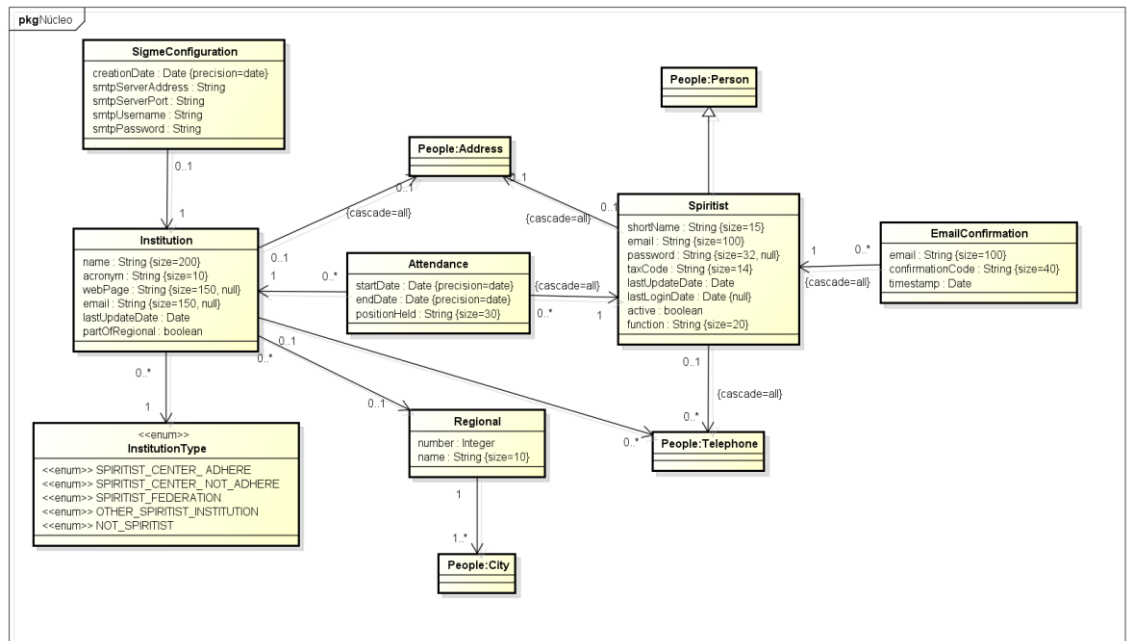 pkg Núcleo
SigmeConfiguration
creationDate : Date {precision=date}
smtpServerAddress : String
smtpServerPort : String
smtpUsername : String
smtpPassword : String
0..1
1
People:Person
People:Address
0..1
0..1
{cascade=all}
{cascade=all}
0..1
0..1
Institution
name : String {size=200}
acronym : String {size=10}
webPage : String {size=150, null}
email : String {size=150, null}
lastUpdateDate : Date
partOfRegional : boolean
1
0..*
Attendance
startDate : Date {precision=date}
endDate : Date {precision=date}
positionHeld : String {size=30}
{cascade=all}
0..*
1
Spiritist
shortName : String {size=15}
email : String {size=100}
password : String {size=32, null}
taxCode : String {size=14}
lastUpdateDate : Date
lastLoginDate : Date {null}
active : boolean
function : String {size=20}
1
0..*
{cascade=all}
EmailConfirmation
email : String {size=100}
confirmationCode : String {size=40}
timestamp : Date
0..*
1
0..1
0..*
0..1
0..*
0..1
{cascade=all}
0..*
<<enum>>
InstitutionType
<<enum>> SPIRITIST_CENTER_ ADHERE
<<enum>> SPIRITIST_CENTER_NOT_ADHERE
<<enum>> SPIRITIST_FEDERATION
<<enum>> OTHER_SPIRITIST_INSTITUTION
<<enum>> NOT_SPIRITIST
Regional
number : Integer
name : String {size=10}
1
1..*
People:Telephone
People:City